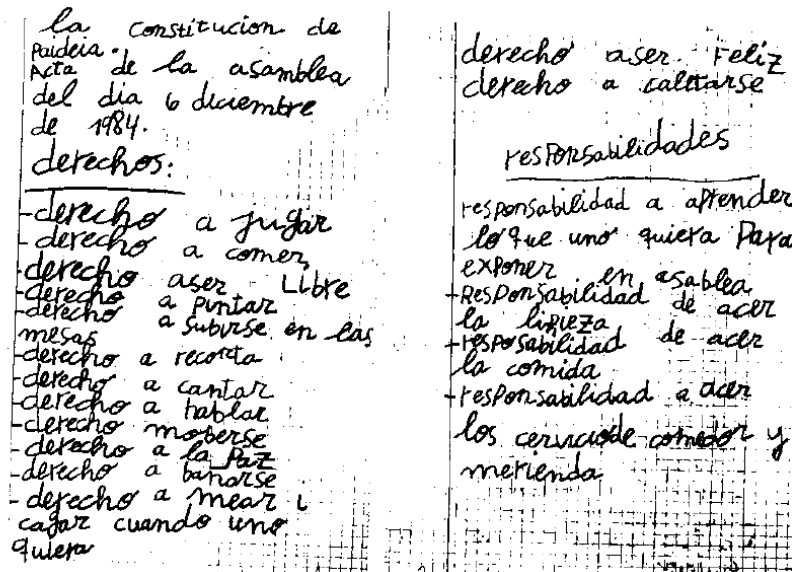 la constitucion de
Paideia.
Acta de la asamblea
del dia 6 diciembre
de 1984.
derechos:
-derecho a jugar
-derecho a comer,
derecho aser Libre
-derecho a pintar
-derecho a subirse en las
mesas
-derecho a recorta
-derecho a cantar
-derecho a hablar
-derecho moberse
-derecho a la Paz
-derecho a bañarse
-derecho a mear i
cagar cuando uno
quiera
derecho aser Feliz
derecho a
responsabilidades
responsabilidad a aprender
lo que uno quiera Para
exponer en asablea
-Responsabilidad de acer
la lipieza
-resposabilidad de acer
la comida
-responsabilidad a acer
los cerviciode comedor y
merienda